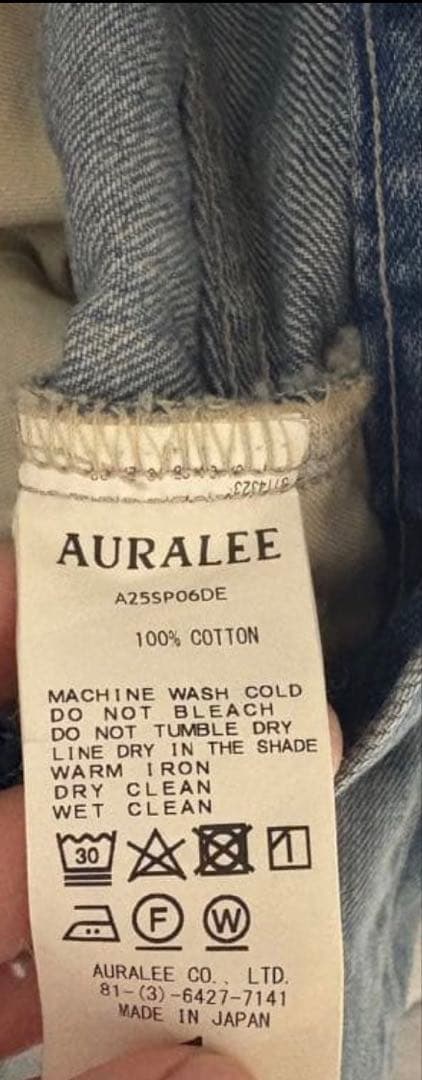 AURALEE
A25SP06DE
100% COTTON
MACHINE WASH COLD
DO NOT BLEACH
DO NOT TUMBLE DRY
LINE DRY IN THE SHADE
WARM IRON
DRY CLEAN
WET CLEAN
30
F W
AURALEE CO., LTD.
81-(3)-6427-7141
MADE IN JAPAN